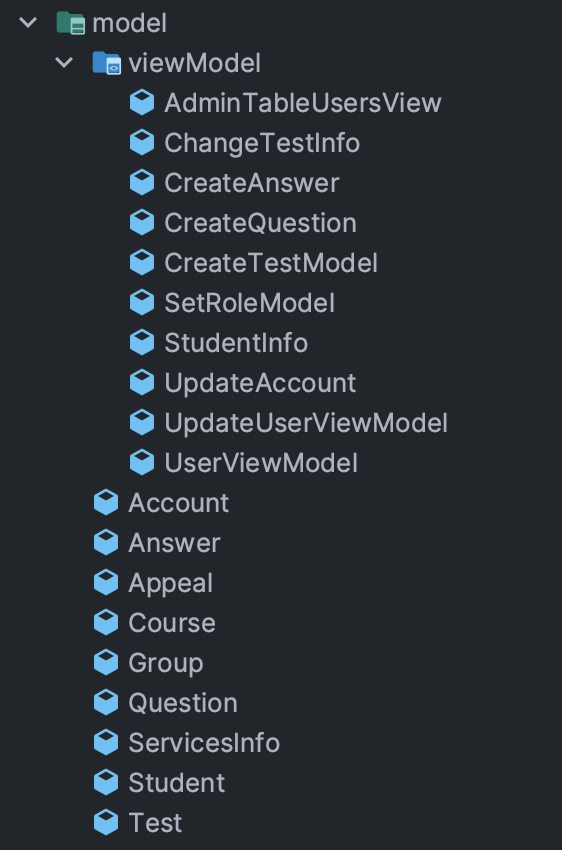 model
viewModel
AdminTableUsersView
ChangeTestInfo
CreateAnswer
CreateQuestion
CreateTestModel
SetRoleModel
StudentInfo
UpdateAccount
UpdateUserViewModel
UserViewModel
Account
Answer
Appeal
Course
Group
Question
ServicesInfo
Student
Test